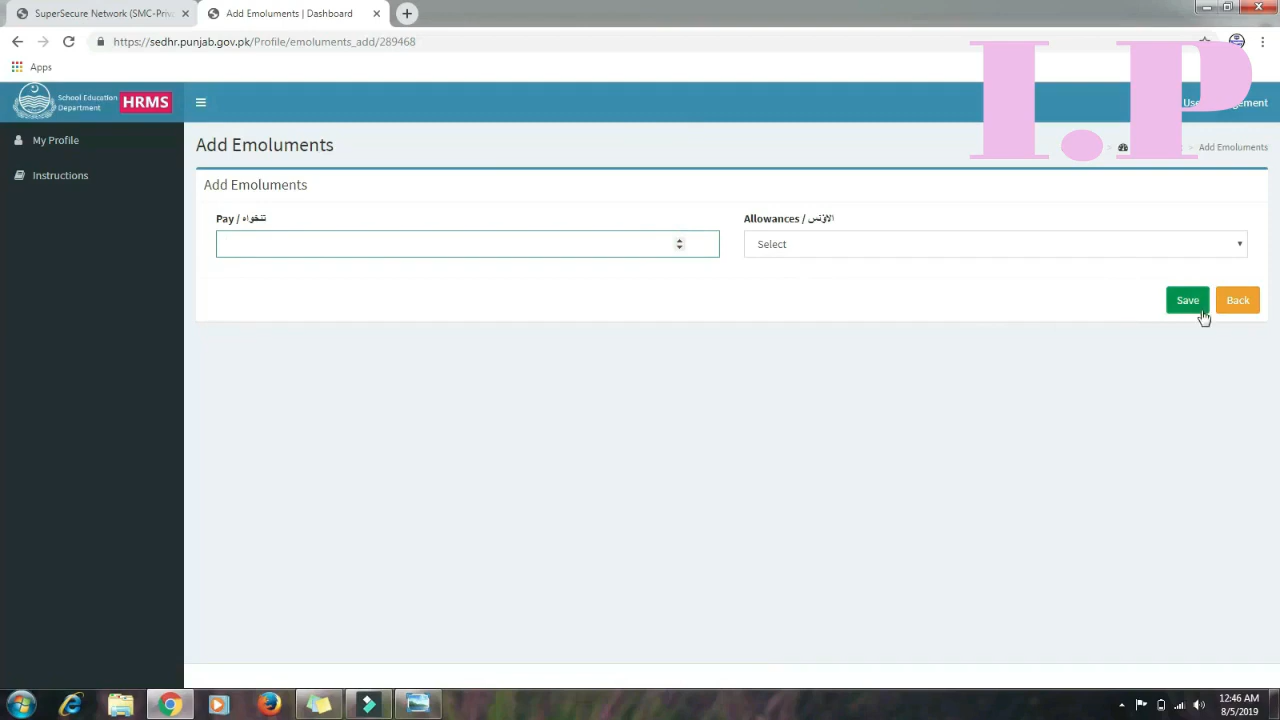 SuperSecure Network (SMC-Priv
Add Emoluments | Dashboard
https://sedhr.punjab.gov.pk/Profile/emoluments_add/289468
Apps
School Education
Department
HRMS
I.P
My Profile
Instructions
Add Emoluments
Add Emoluments
Add Emoluments
Pay / تنخواه
Allowances / الاؤنس
Select
Save
Back
12:46 AM
8/5/2019